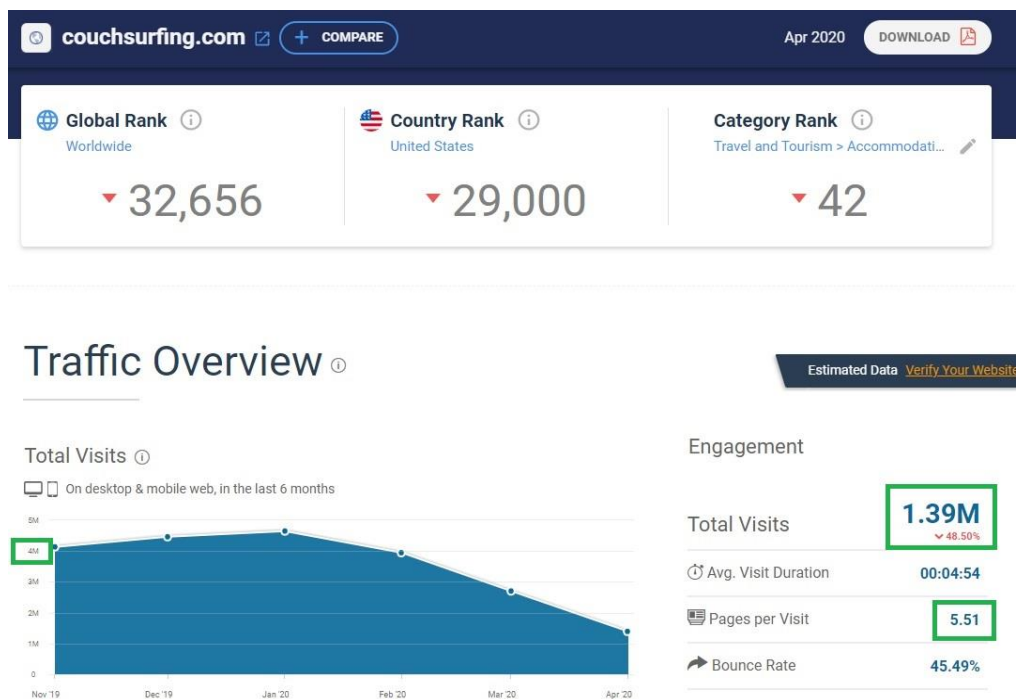 couchsurfing.com + COMPARE Apr 2020 DOWNLOAD
Global Rank Country Rank Category Rank
Worldwide United States Travel and Tourism > Accommodati...
32,656 29,000 42
Traffic Overview
Estimated Data Verify Your Website
Total Visits
On desktop & mobile web, in the last 6 months
5M
4M
3M
2M
1M
0
Nov '19 Dec '19 Jan '20 Feb '20 Mar '20 Apr '20
Engagement
Total Visits 1.39M
48.50%
Avg. Visit Duration 00:04:54
Pages per Visit 5.51
Bounce Rate 45.49%